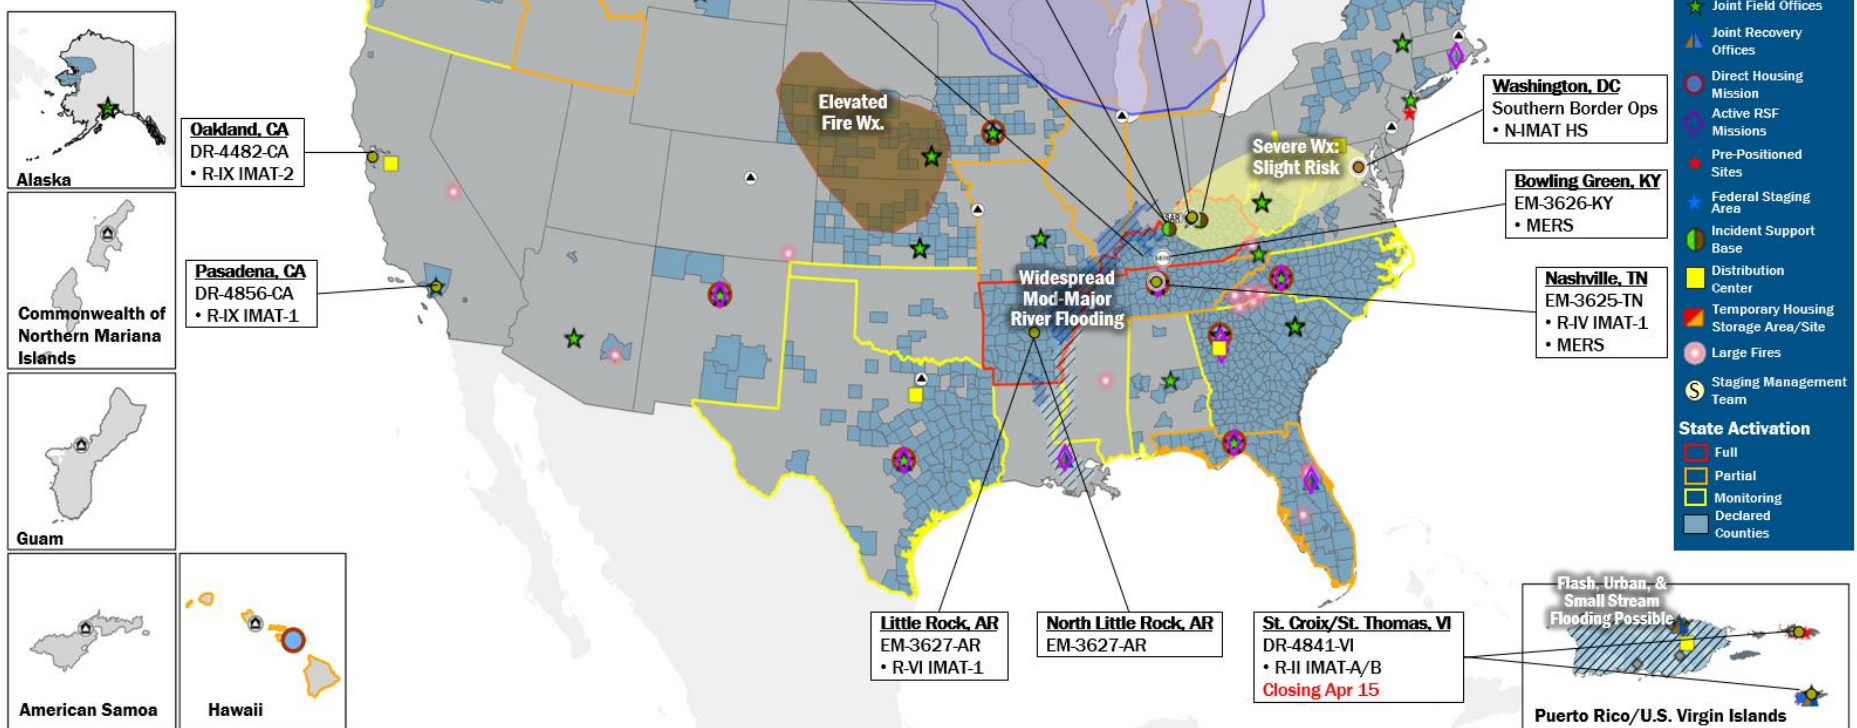 Alaska
Commonwealth of
Northern Mariana
Islands
Guam
American Samoa
Hawaii
Oakland, CA
DR-4482-CA
• R-IX IMAT-2
Pasadena, CA
DR-4856-CA
• R-IX IMAT-1
Elevated
Fire Wx.
Widespread
Mod-Major
River Flooding
Severe Wx:
Slight Risk
Washington, DC
Southern Border Ops
• N-IMAT HS
Bowling Green, KY
EM-3626-KY
• MERS
Nashville, TN
EM-3625-TN
• R-IV IMAT-1
• MERS
Little Rock, AR
EM-3627-AR
• R-VI IMAT-1
North Little Rock, AR
EM-3627-AR
St. Croix/St. Thomas, VI
DR-4841-VI
• R-II IMAT-A/B
Closing Apr 15
Flash, Urban, &
Small Stream
Flooding Possible
Puerto Rico/U.S. Virgin Islands
Joint Field Offices
Joint Recovery
Offices
Direct Housing
Mission
Active RSF
Missions
Pre-Positioned
Sites
Federal Staging
Area
Incident Support
Base
Distribution
Center
Temporary Housing
Storage Area/Site
Large Fires
S
Staging Management
Team
State Activation
Full
Partial
Monitoring
Declared
Counties